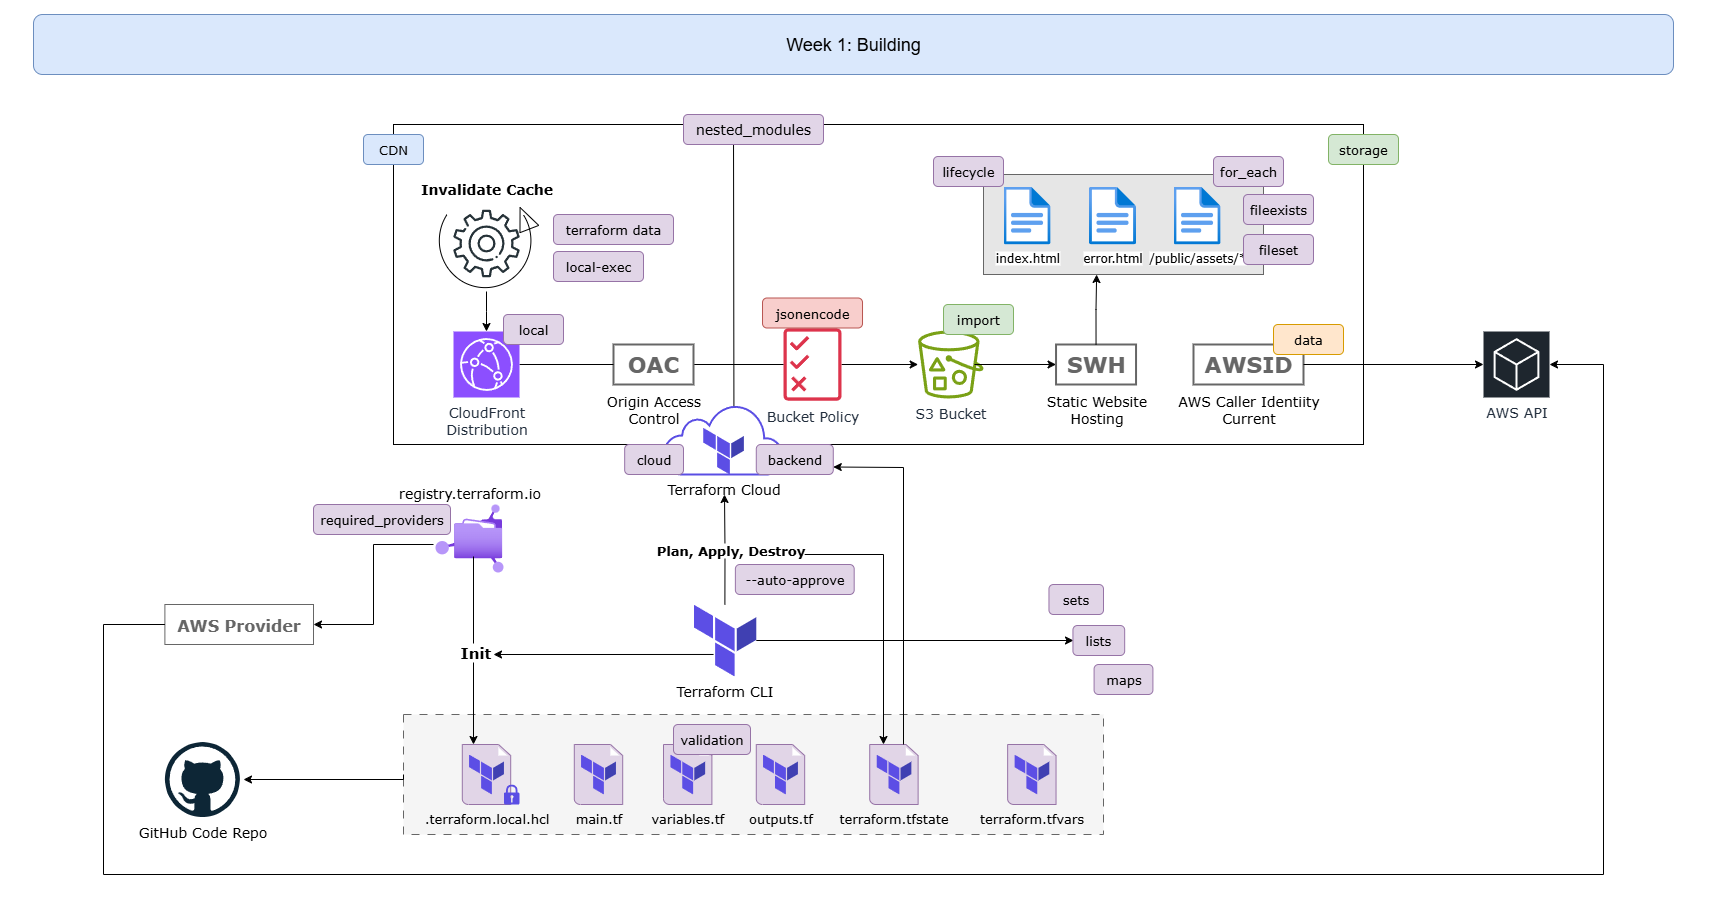 Week 1: Building
nested_modules
CDN
storage
Invalidate Cache
terraform data
local-exec
local
CloudFront
Distribution
OAC
Origin Access
Control
jsonencode
Bucket Policy
import
S3 Bucket
lifecycle
for_each
fileexists
fileset
index.html
error.html
/public/assets/*
SWH
Static Website
Hosting
data
AWSID
AWS Caller Identiity
Current
AWS API
cloud
backend
Terraform Cloud
registry.terraform.io
required_providers
Plan, Apply, Destroy
--auto-approve
AWS Provider
Init
Terraform CLI
sets
lists
maps
validation
.terraform.local.hcl
main.tf
variables.tf
outputs.tf
terraform.tfstate
terraform.tfvars
GitHub Code Repo